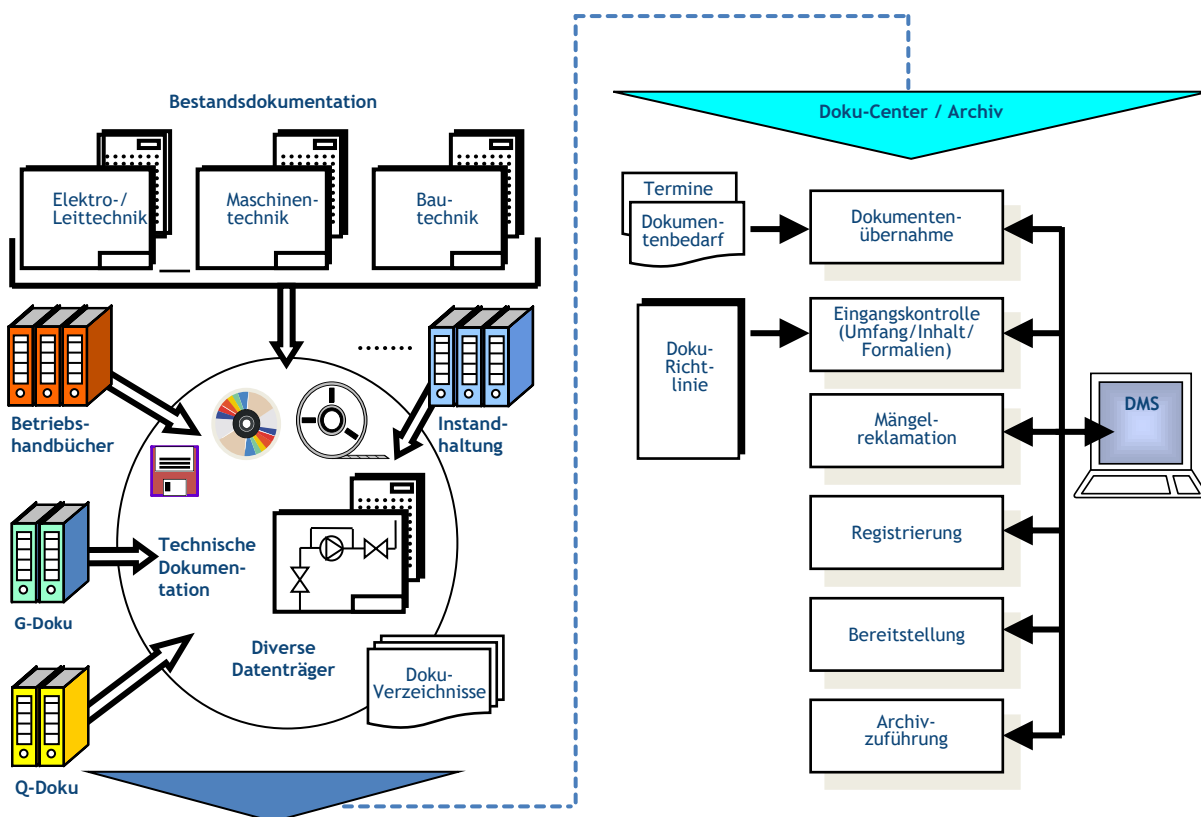 Bestandsdokumentation
Elektro-/
Leittechnik
Maschinen-
technik
Bau-
technik
Betriebs-
handbücher
.......
Instand-
haltung
Technische
Dokumen-
tation
G-Doku
Diverse
Datenträger
Doku-
Verzeichnisse
Q-Doku
Doku-Center / Archiv
Termine
Dokumen-
tenbedarf
Dokumenten-
übernahme
Doku-
Richt-
linie
Eingangskontrolle
(Umfang/Inhalt/
Formalien)
Mängel-
reklamation
DMS
Registrierung
Bereitstellung
Archiv-
zuführung